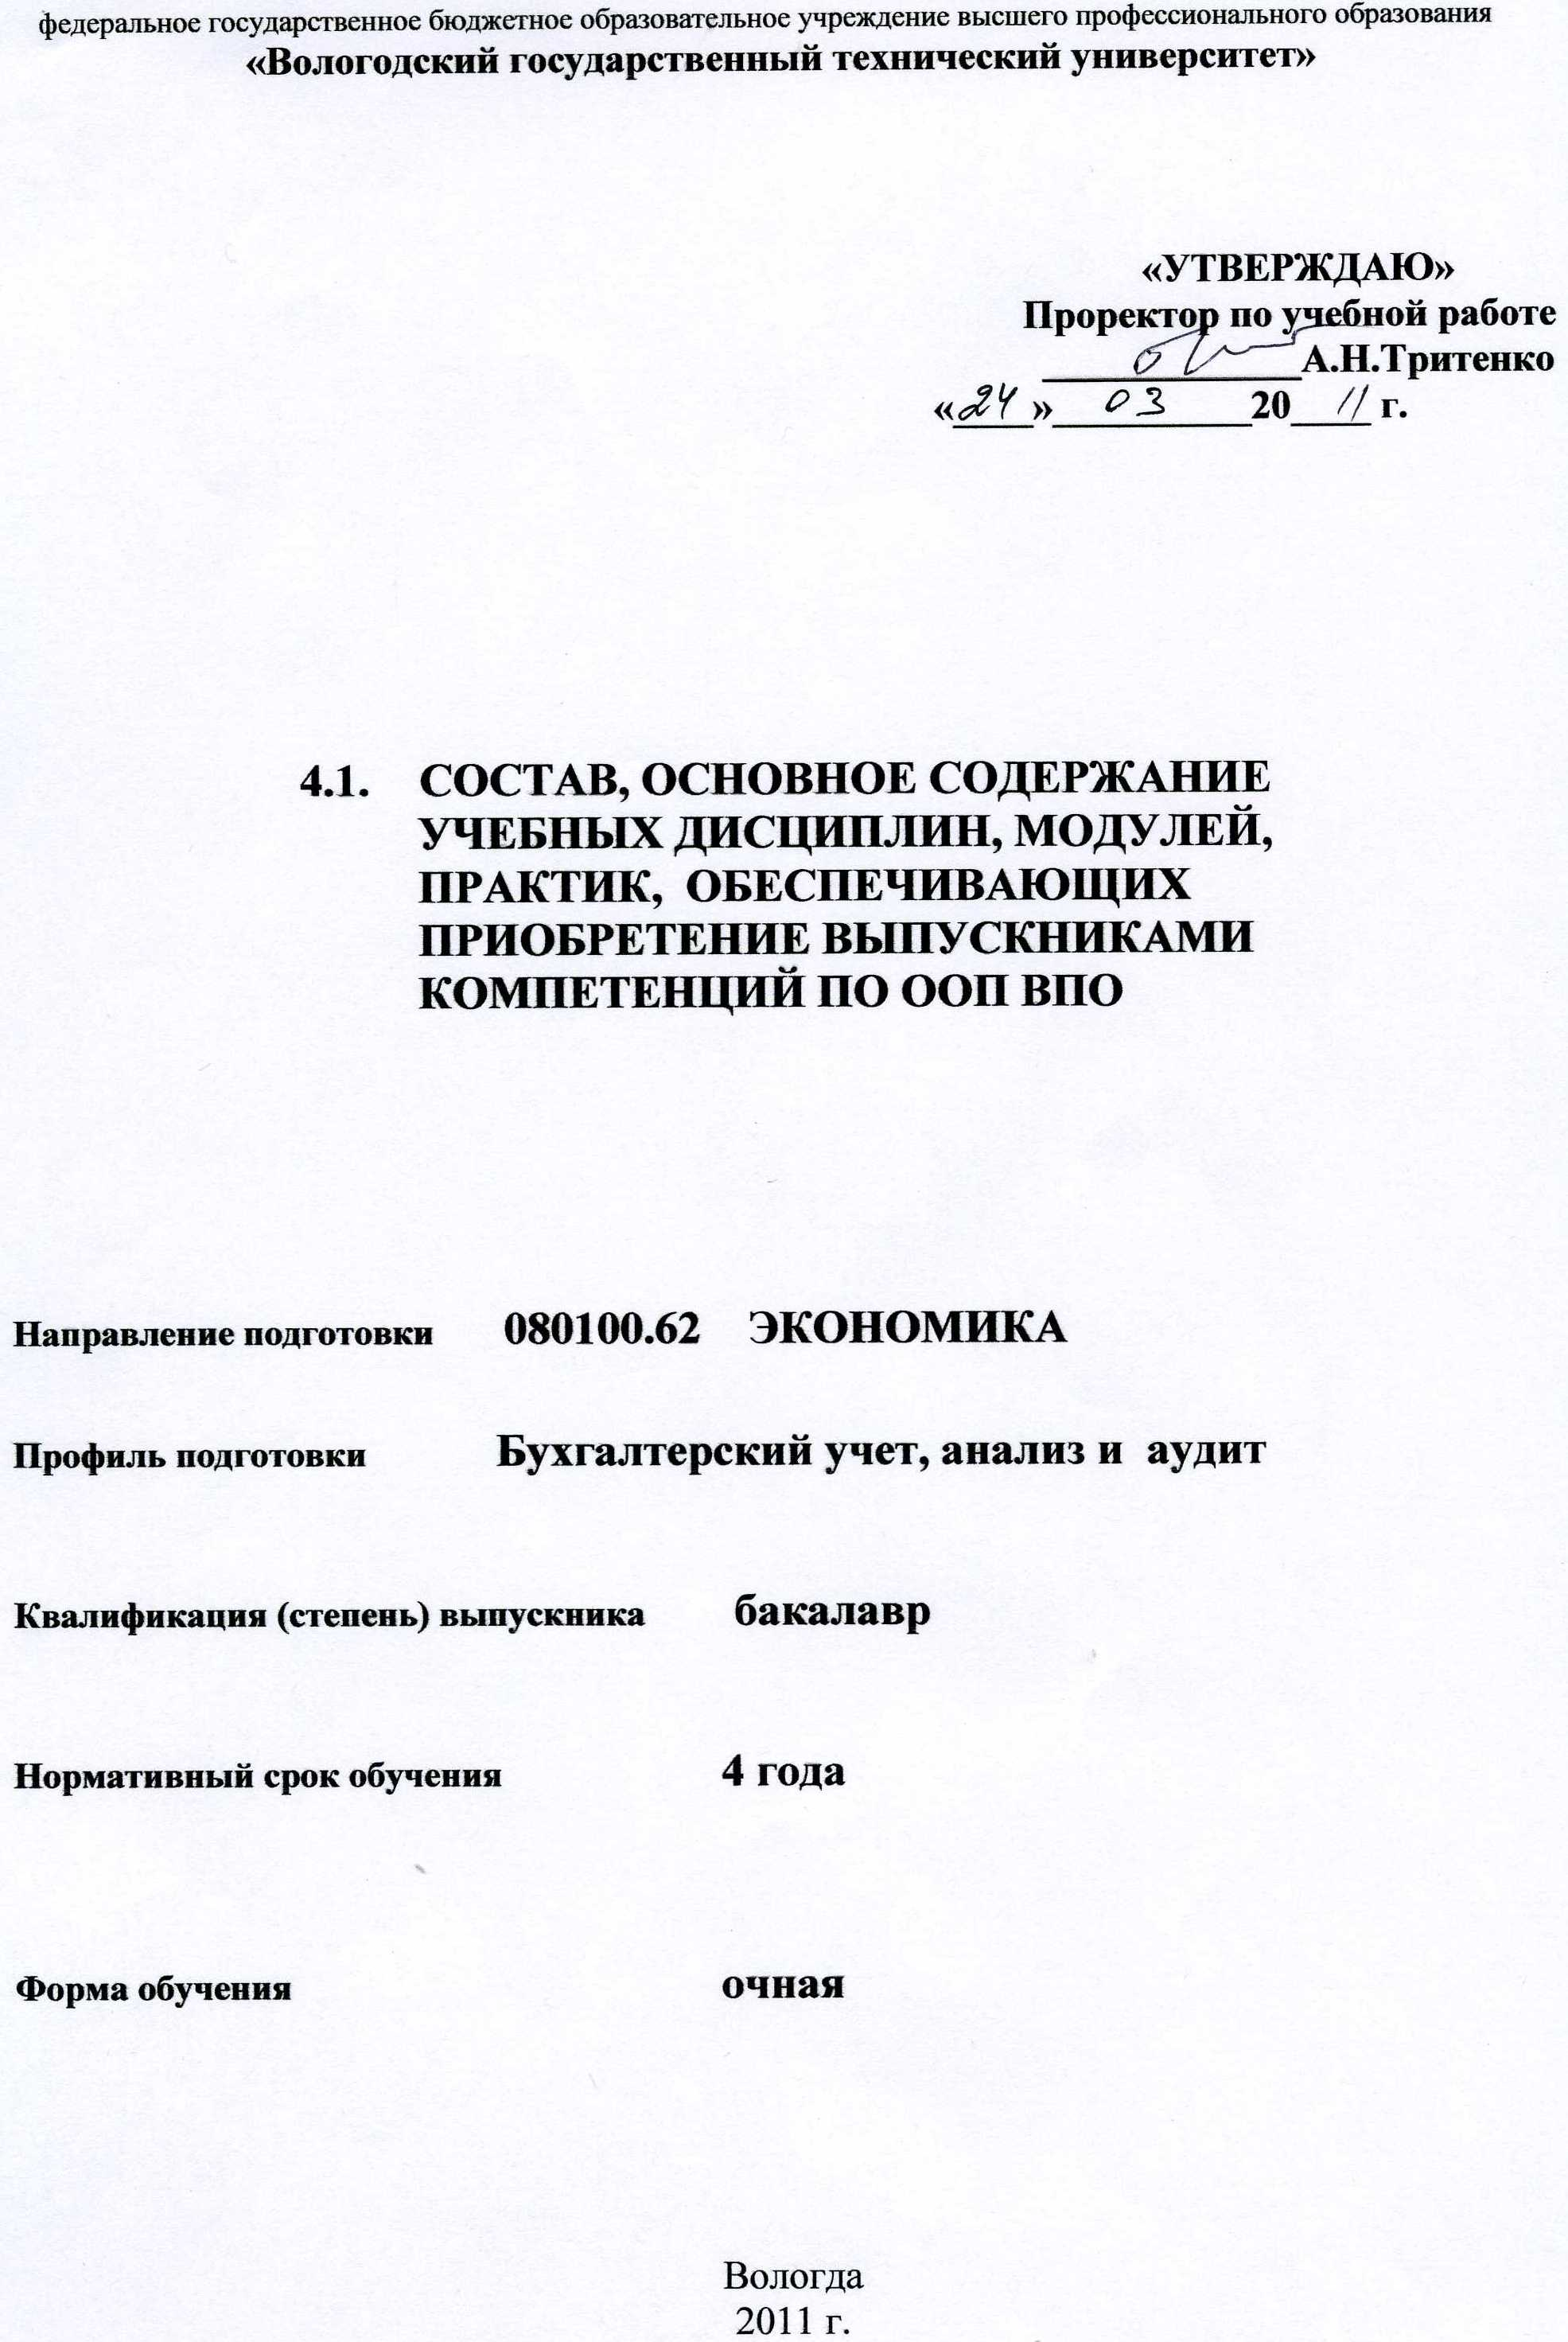 федеральное государственное бюджетное образовательное учреждение высшего профессионального образования
«Вологодский государственный технический университет»
«УТВЕРЖДАЮ»
Проректор по учебной работе
А.Н.Тритенко
«24» 03 2011 г.
4.1. СОСТАВ, ОСНОВНОЕ СОДЕРЖАНИЕ
УЧЕБНЫХ ДИСЦИПЛИН, МОДУЛЕЙ,
ПРАКТИК, ОБЕСПЕЧИВАЮЩИХ
ПРИОБРЕТЕНИЕ ВЫПУСКНИКАМИ
КОМПЕТЕНЦИЙ ПО ООП ВПО
Направление подготовки 080100.62 ЭКОНОМИКА
Профиль подготовки Бухгалтерский учет, анализ и аудит
Квалификация (степень) выпускника бакалавр
Нормативный срок обучения 4 года
Форма обучения очная
Вологда
2011 г.